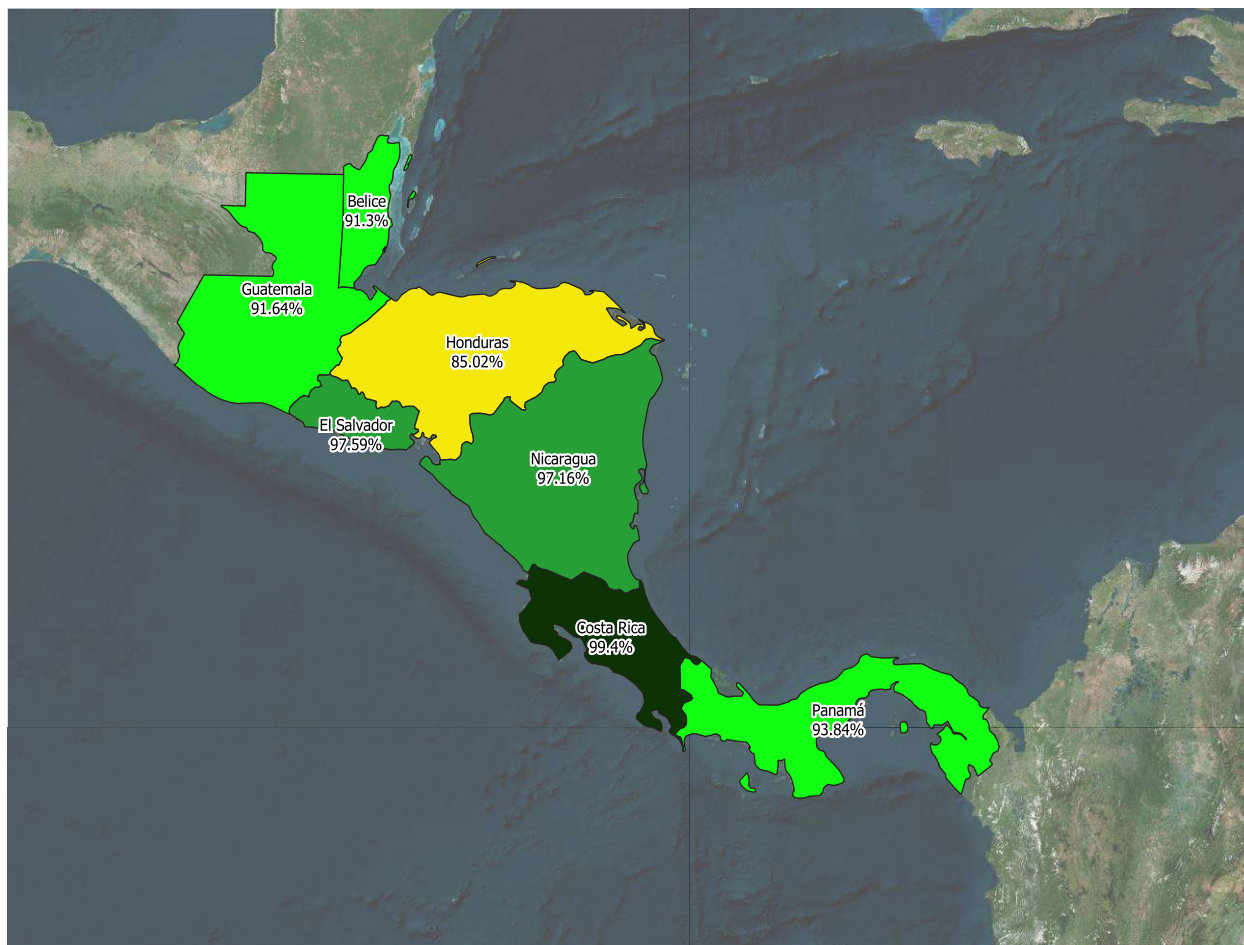 Belice
91.3%
Guatemala
91.64%
Honduras
85.02%
El Salvador
97.59%
Nicaragua
97.16%
Costa Rica
99.4%
Panamá
93.84%